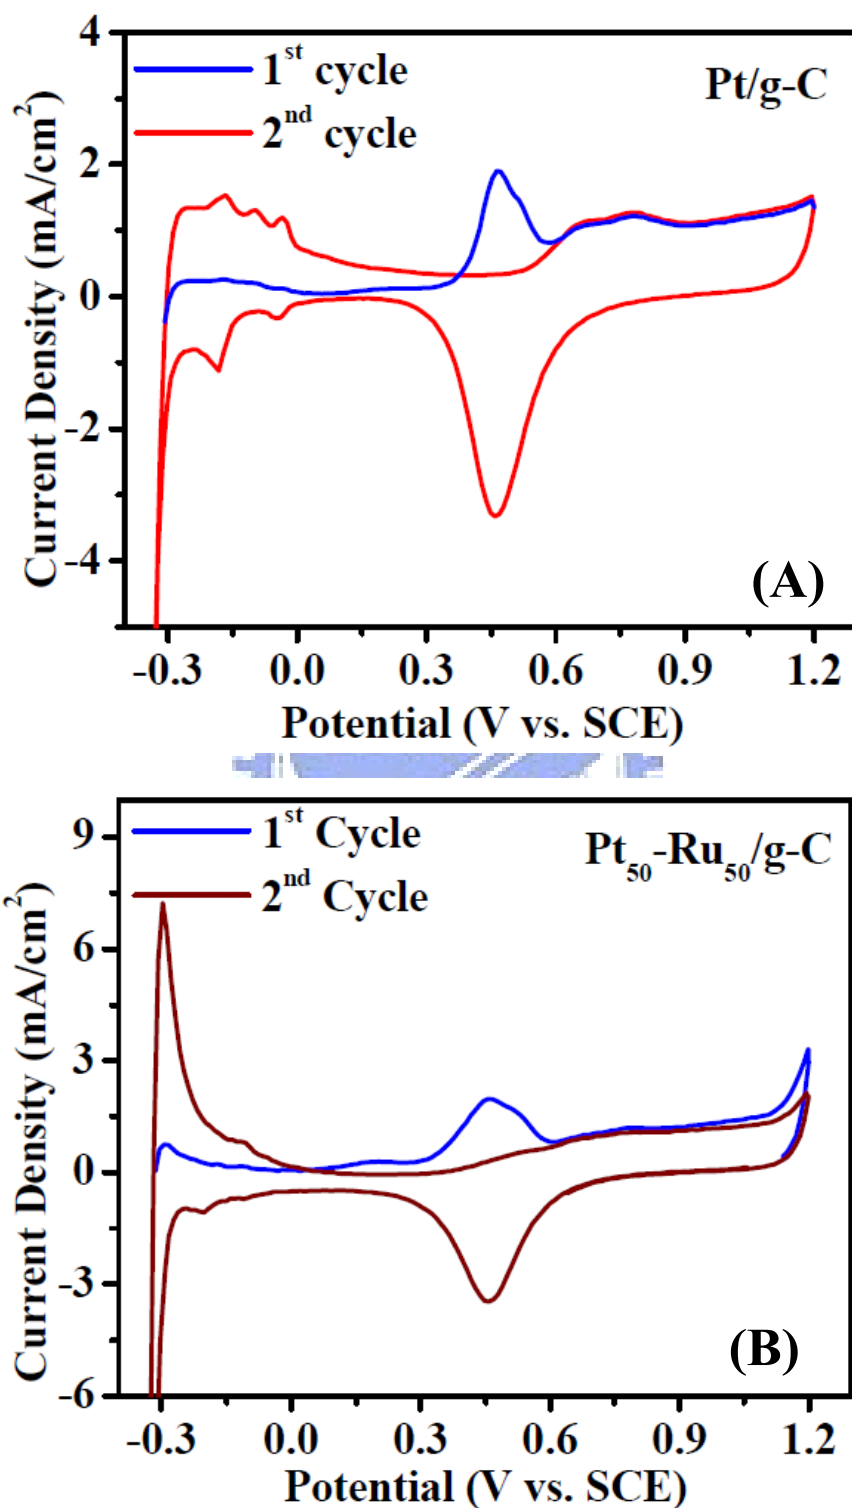 4
1st cycle
Pt/g-C
2nd cycle
2
0
-2
-4
Current Density (mA/cm2)
(A)
-0.3 0.0 0.3 0.6 0.9 1.2
Potential (V vs. SCE)
9
1st Cycle
Pt50-Ru50/g-C
2nd Cycle
6
3
0
-3
-6
Current Density (mA/cm2)
(B)
-0.3 0.0 0.3 0.6 0.9 1.2
Potential (V vs. SCE)